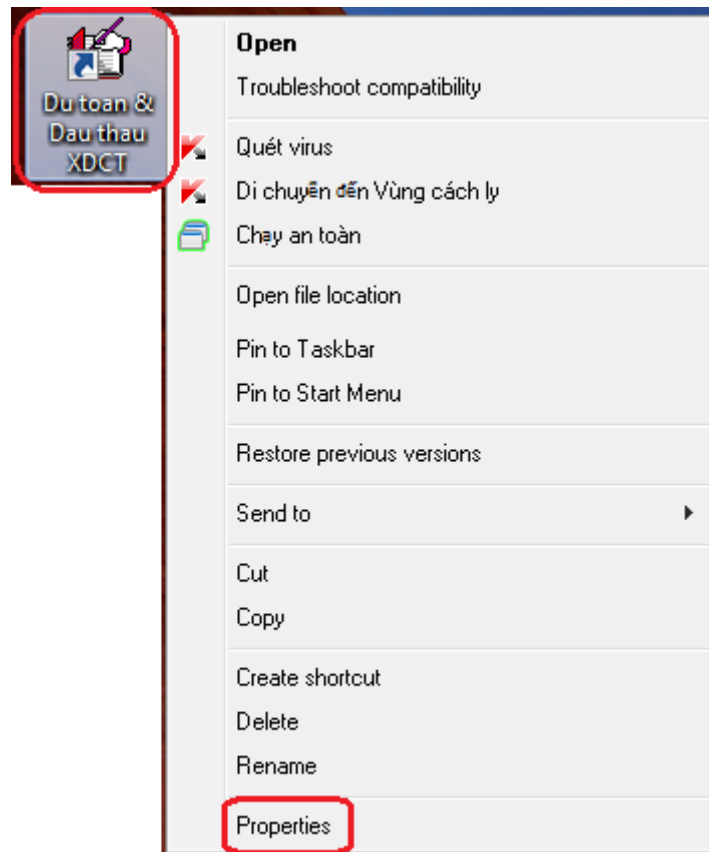 Du toan &
Dau thau
XDCT
Open
Troubleshoot compatibility
Quét virus
Di chuyển đến Vùng cách ly
Chạy an toàn
Open file location
Pin to Taskbar
Pin to Start Menu
Restore previous versions
Send to
Cut
Copy
Create shortcut
Delete
Rename
Properties